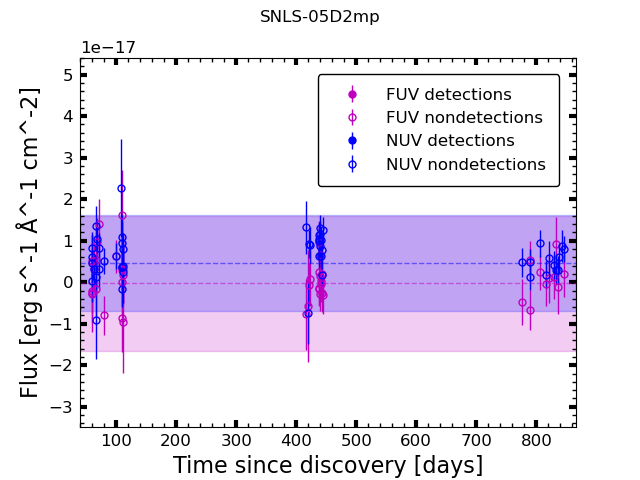 SNLS-05D2mp
1e−17
Flux [erg s^-1 Å^-1 cm^-2]
5
4
3
2
1
0
−1
−2
−3
FUV detections
FUV nondetections
NUV detections
NUV nondetections
100 200 300 400 500 600 700 800
Time since discovery [days]